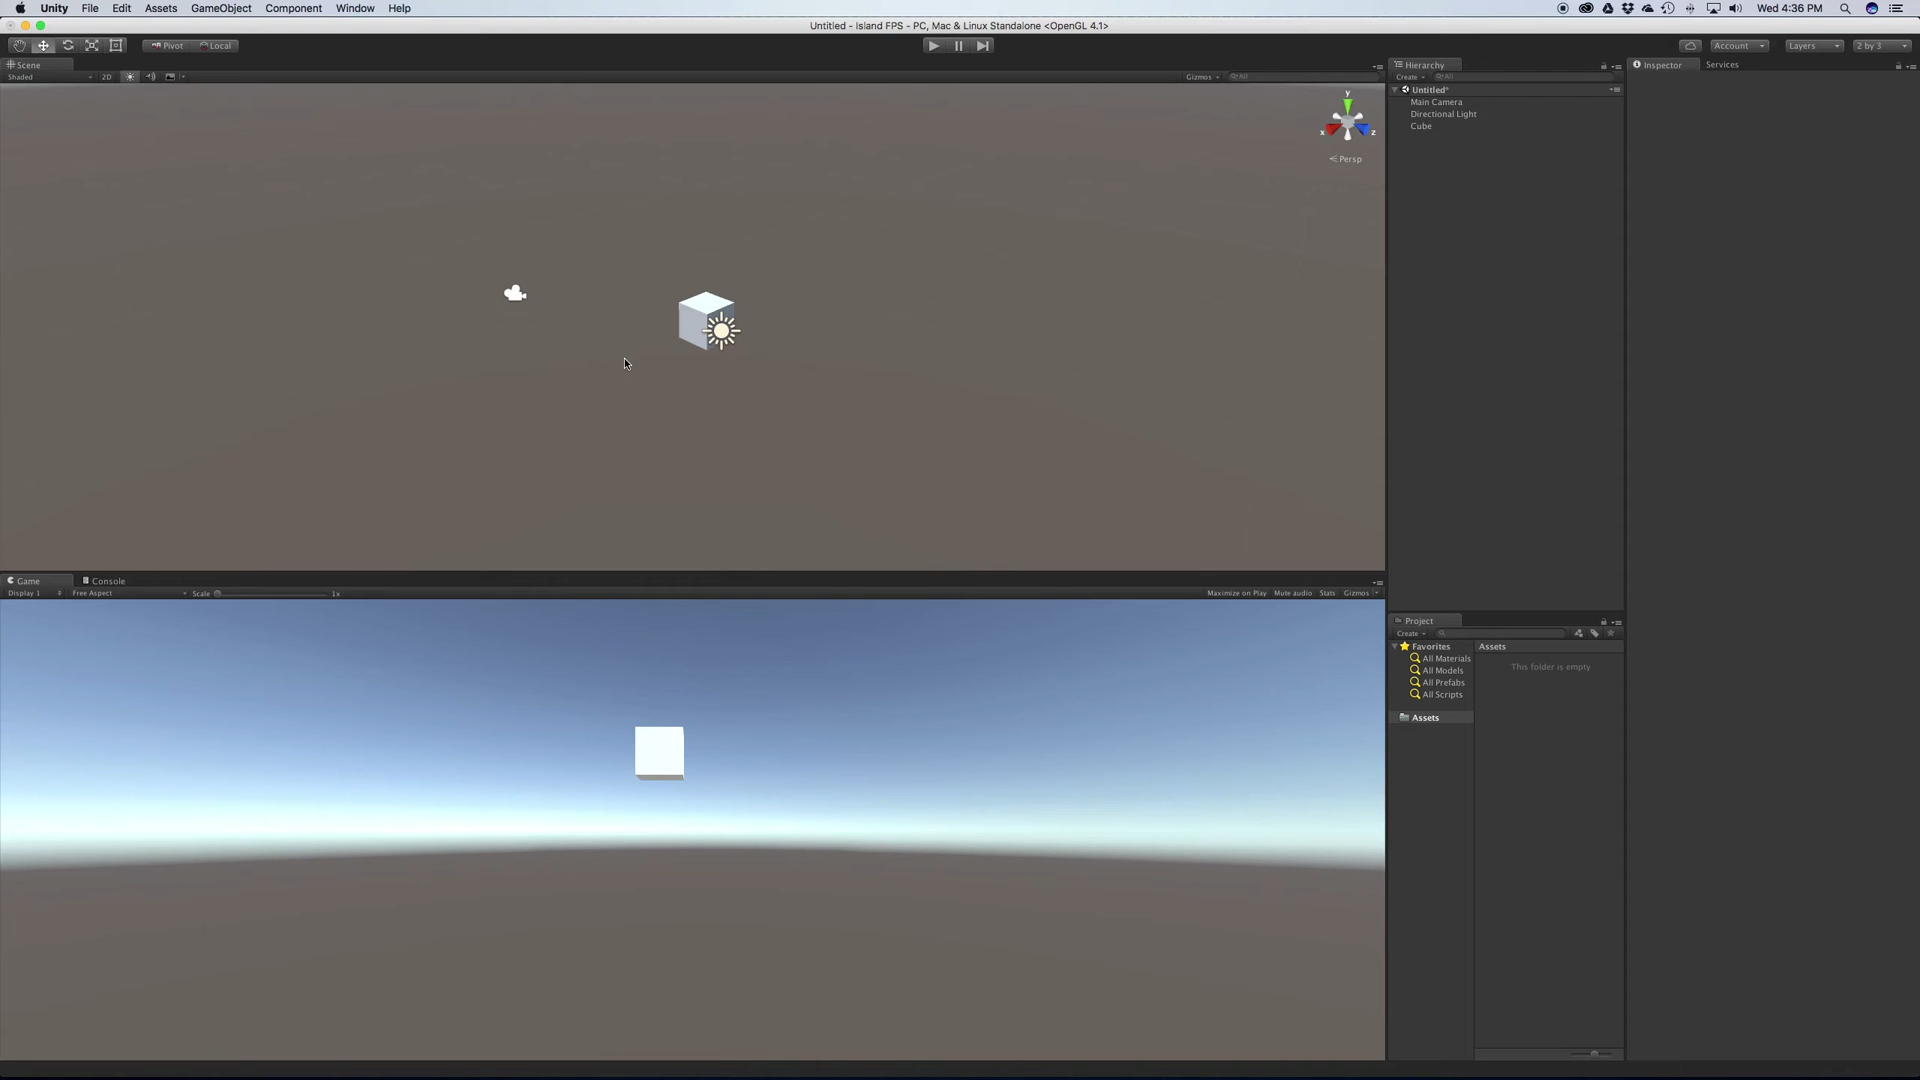 Unity File Edit Assets GameObject Component Window Help Wed 4:36 PM
Untitled - Island FPS - PC, Mac & Linux Standalone <OpenGL 4.1>
Pivot Local Account Layers 2 by 3
Scene
Shaded 2D Gizmos All
y
x z
Persp
Hierarchy
Create All
Untitled*
Main Camera
Directional Light
Cube
Inspector Services
Game Console
Display 1 Free Aspect Scale 1x Maximize on Play Mute audio Stats Gizmos
Project
Create
Favorites
All Materials
All Models
All Prefabs
All Scripts
Assets
Assets
This folder is empty